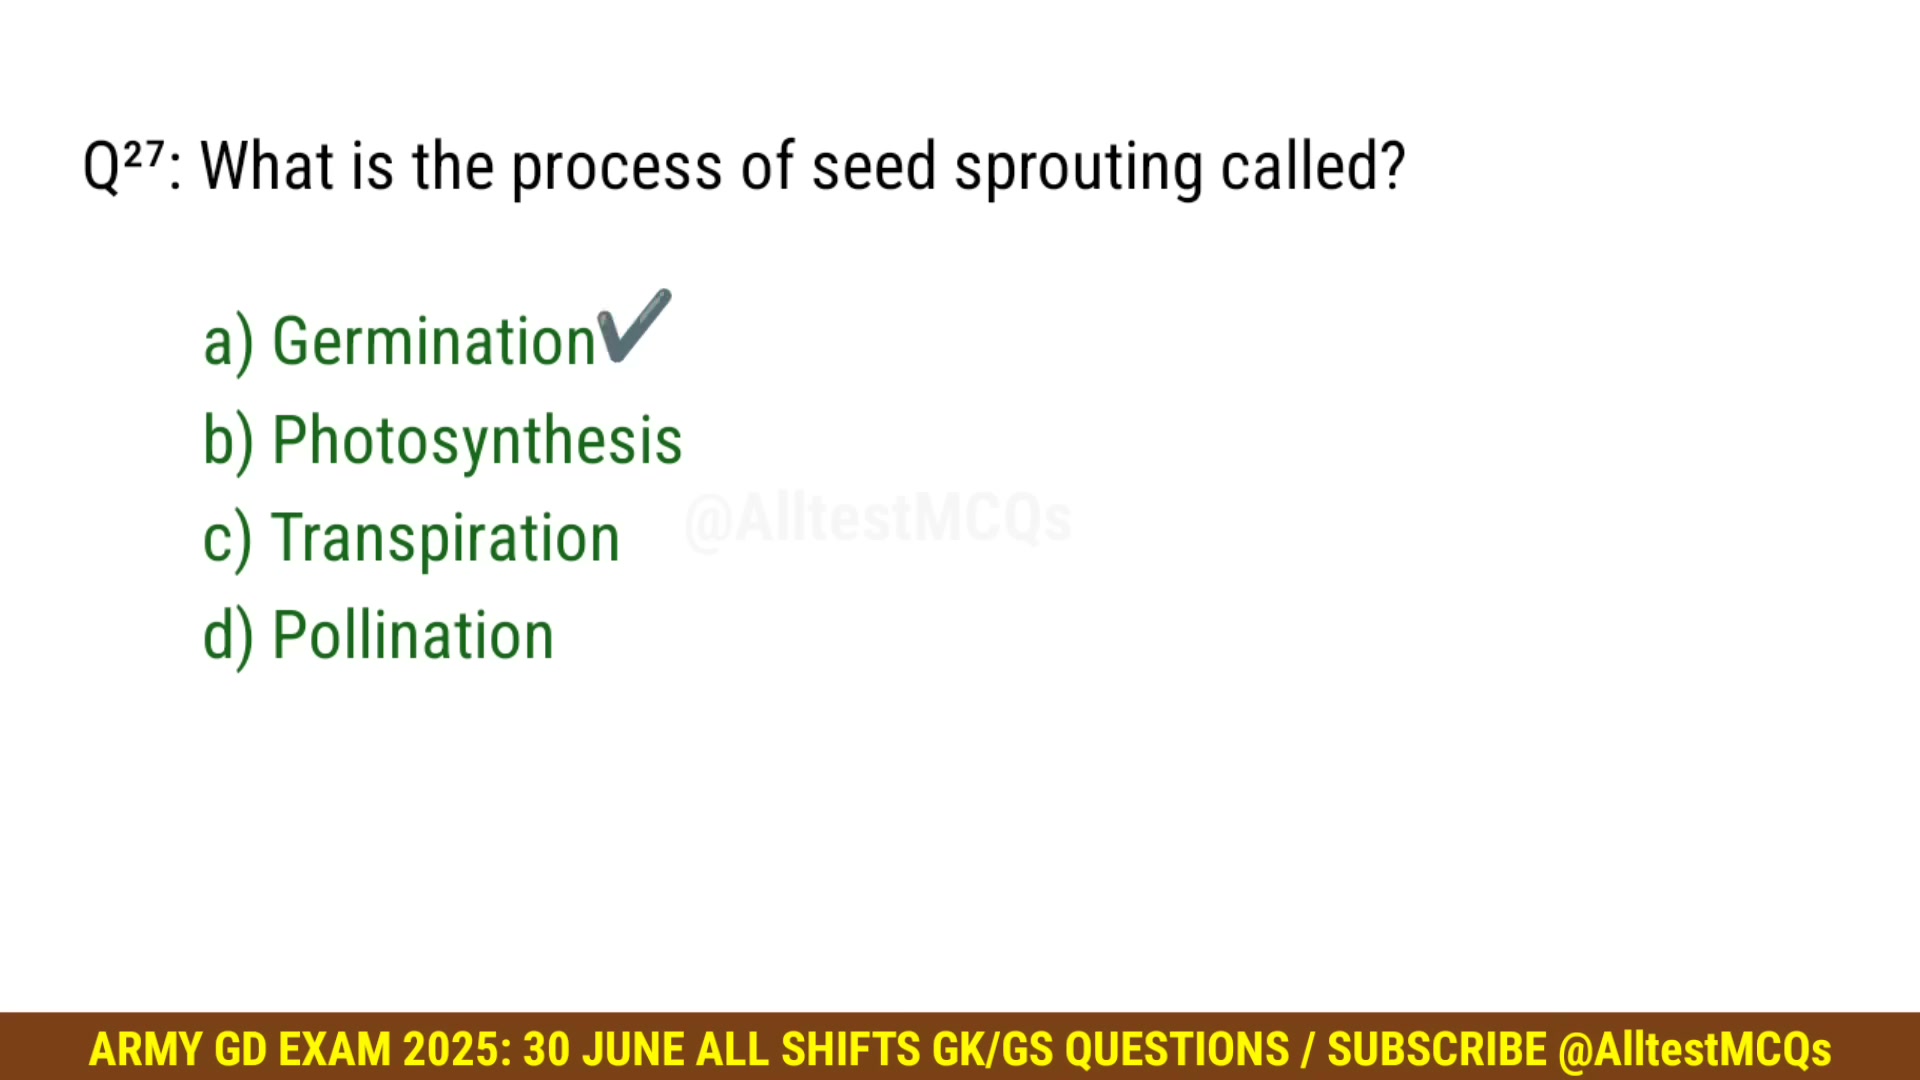 Q²⁷: What is the process of seed sprouting called?
a) Germination✔
b) Photosynthesis
c) Transpiration
d) Pollination
@AlltestMCQs
ARMY GD EXAM 2025: 30 JUNE ALL SHIFTS GK/GS QUESTIONS / SUBSCRIBE @AlltestMCQs